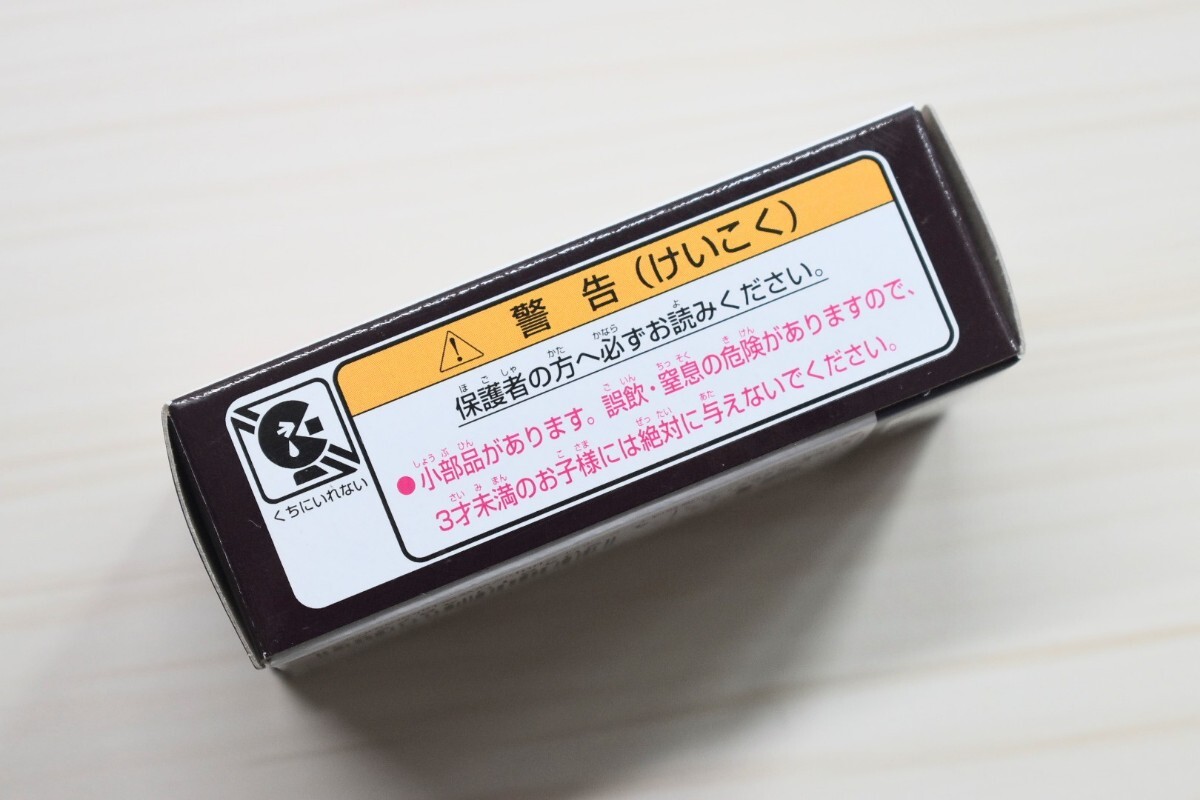 ⚠ 警告(けいこく)
保護者の方へ必ずお読みください。
●小部品があります。誤飲・窒息の危険がありますので、
3才未満のお子様には絶対に与えないでください。
くちにいれない